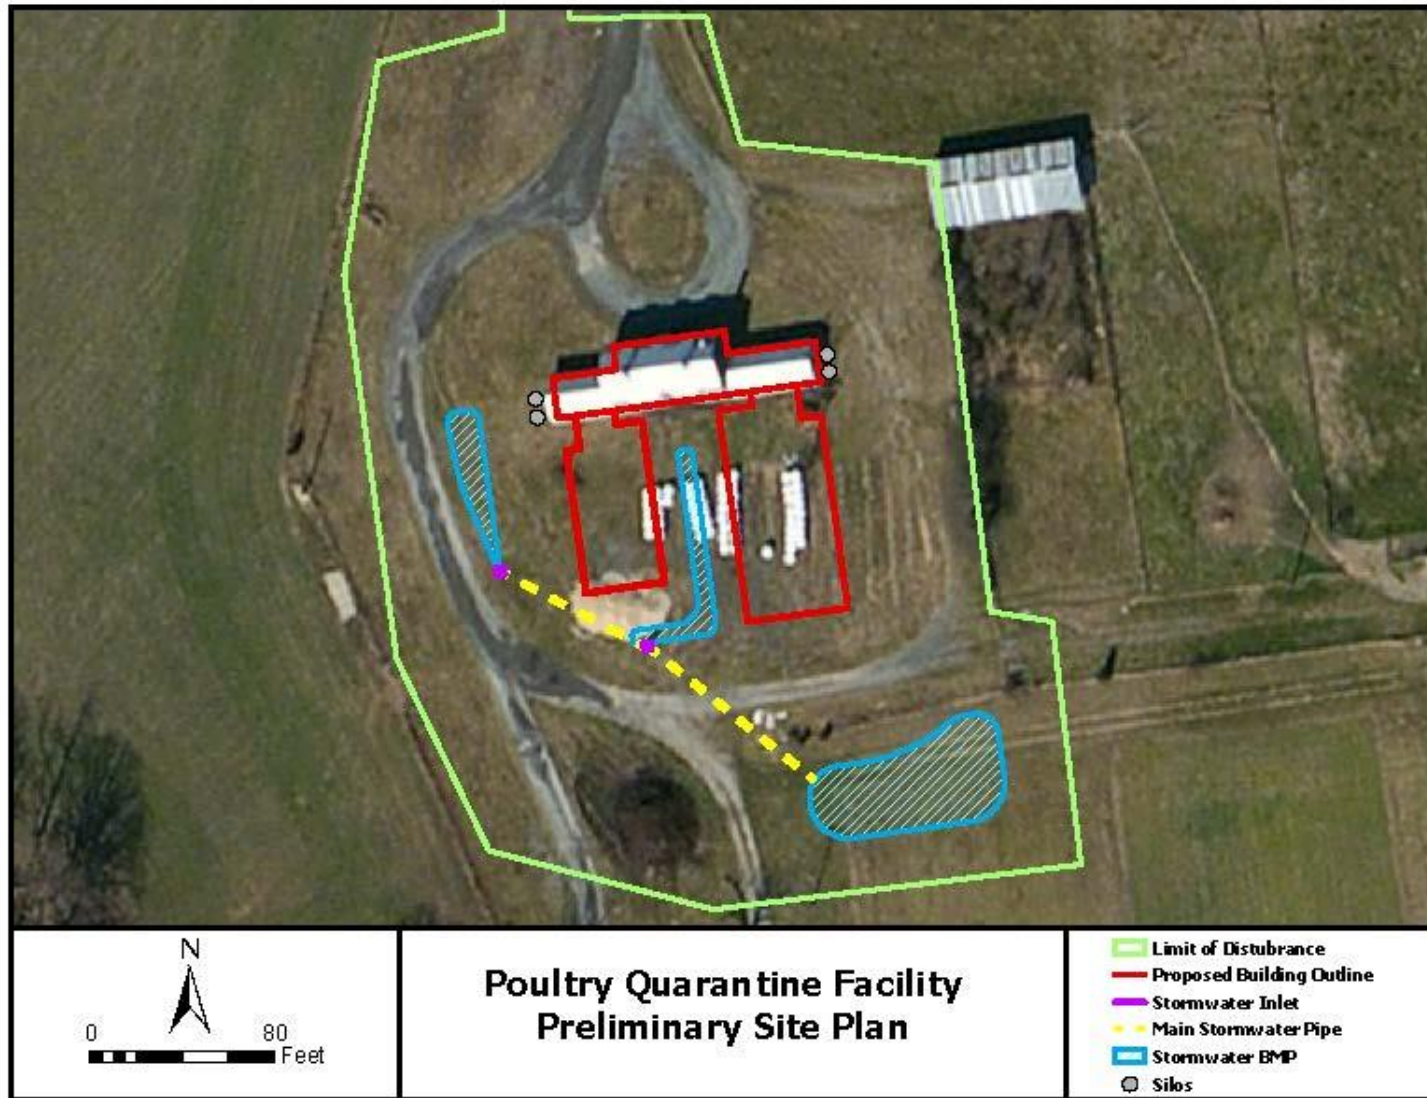 N
0 80
Feet
Poultry Quarantine Facility
Preliminary Site Plan
Limit of Distubrance
Proposed Building Outline
Stormwater Inlet
Main Stormwater Pipe
Stormwater BMP
Silos